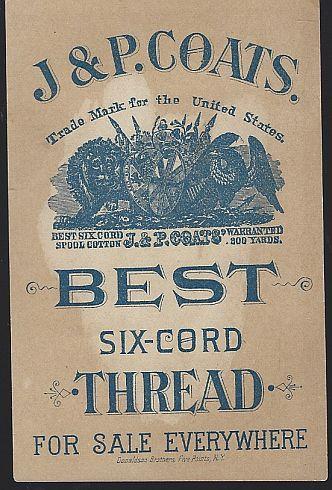 J & P. COATS.
Trade Mark for the United States.
BEST SIX CORD J. & P. COATS' WARRANTED
SPOOL COTTON . 200 YARDS.
BEST
SIX-CORD
THREAD
FOR SALE EVERYWHERE
Donaldson Brothers, Five Points, N.Y.